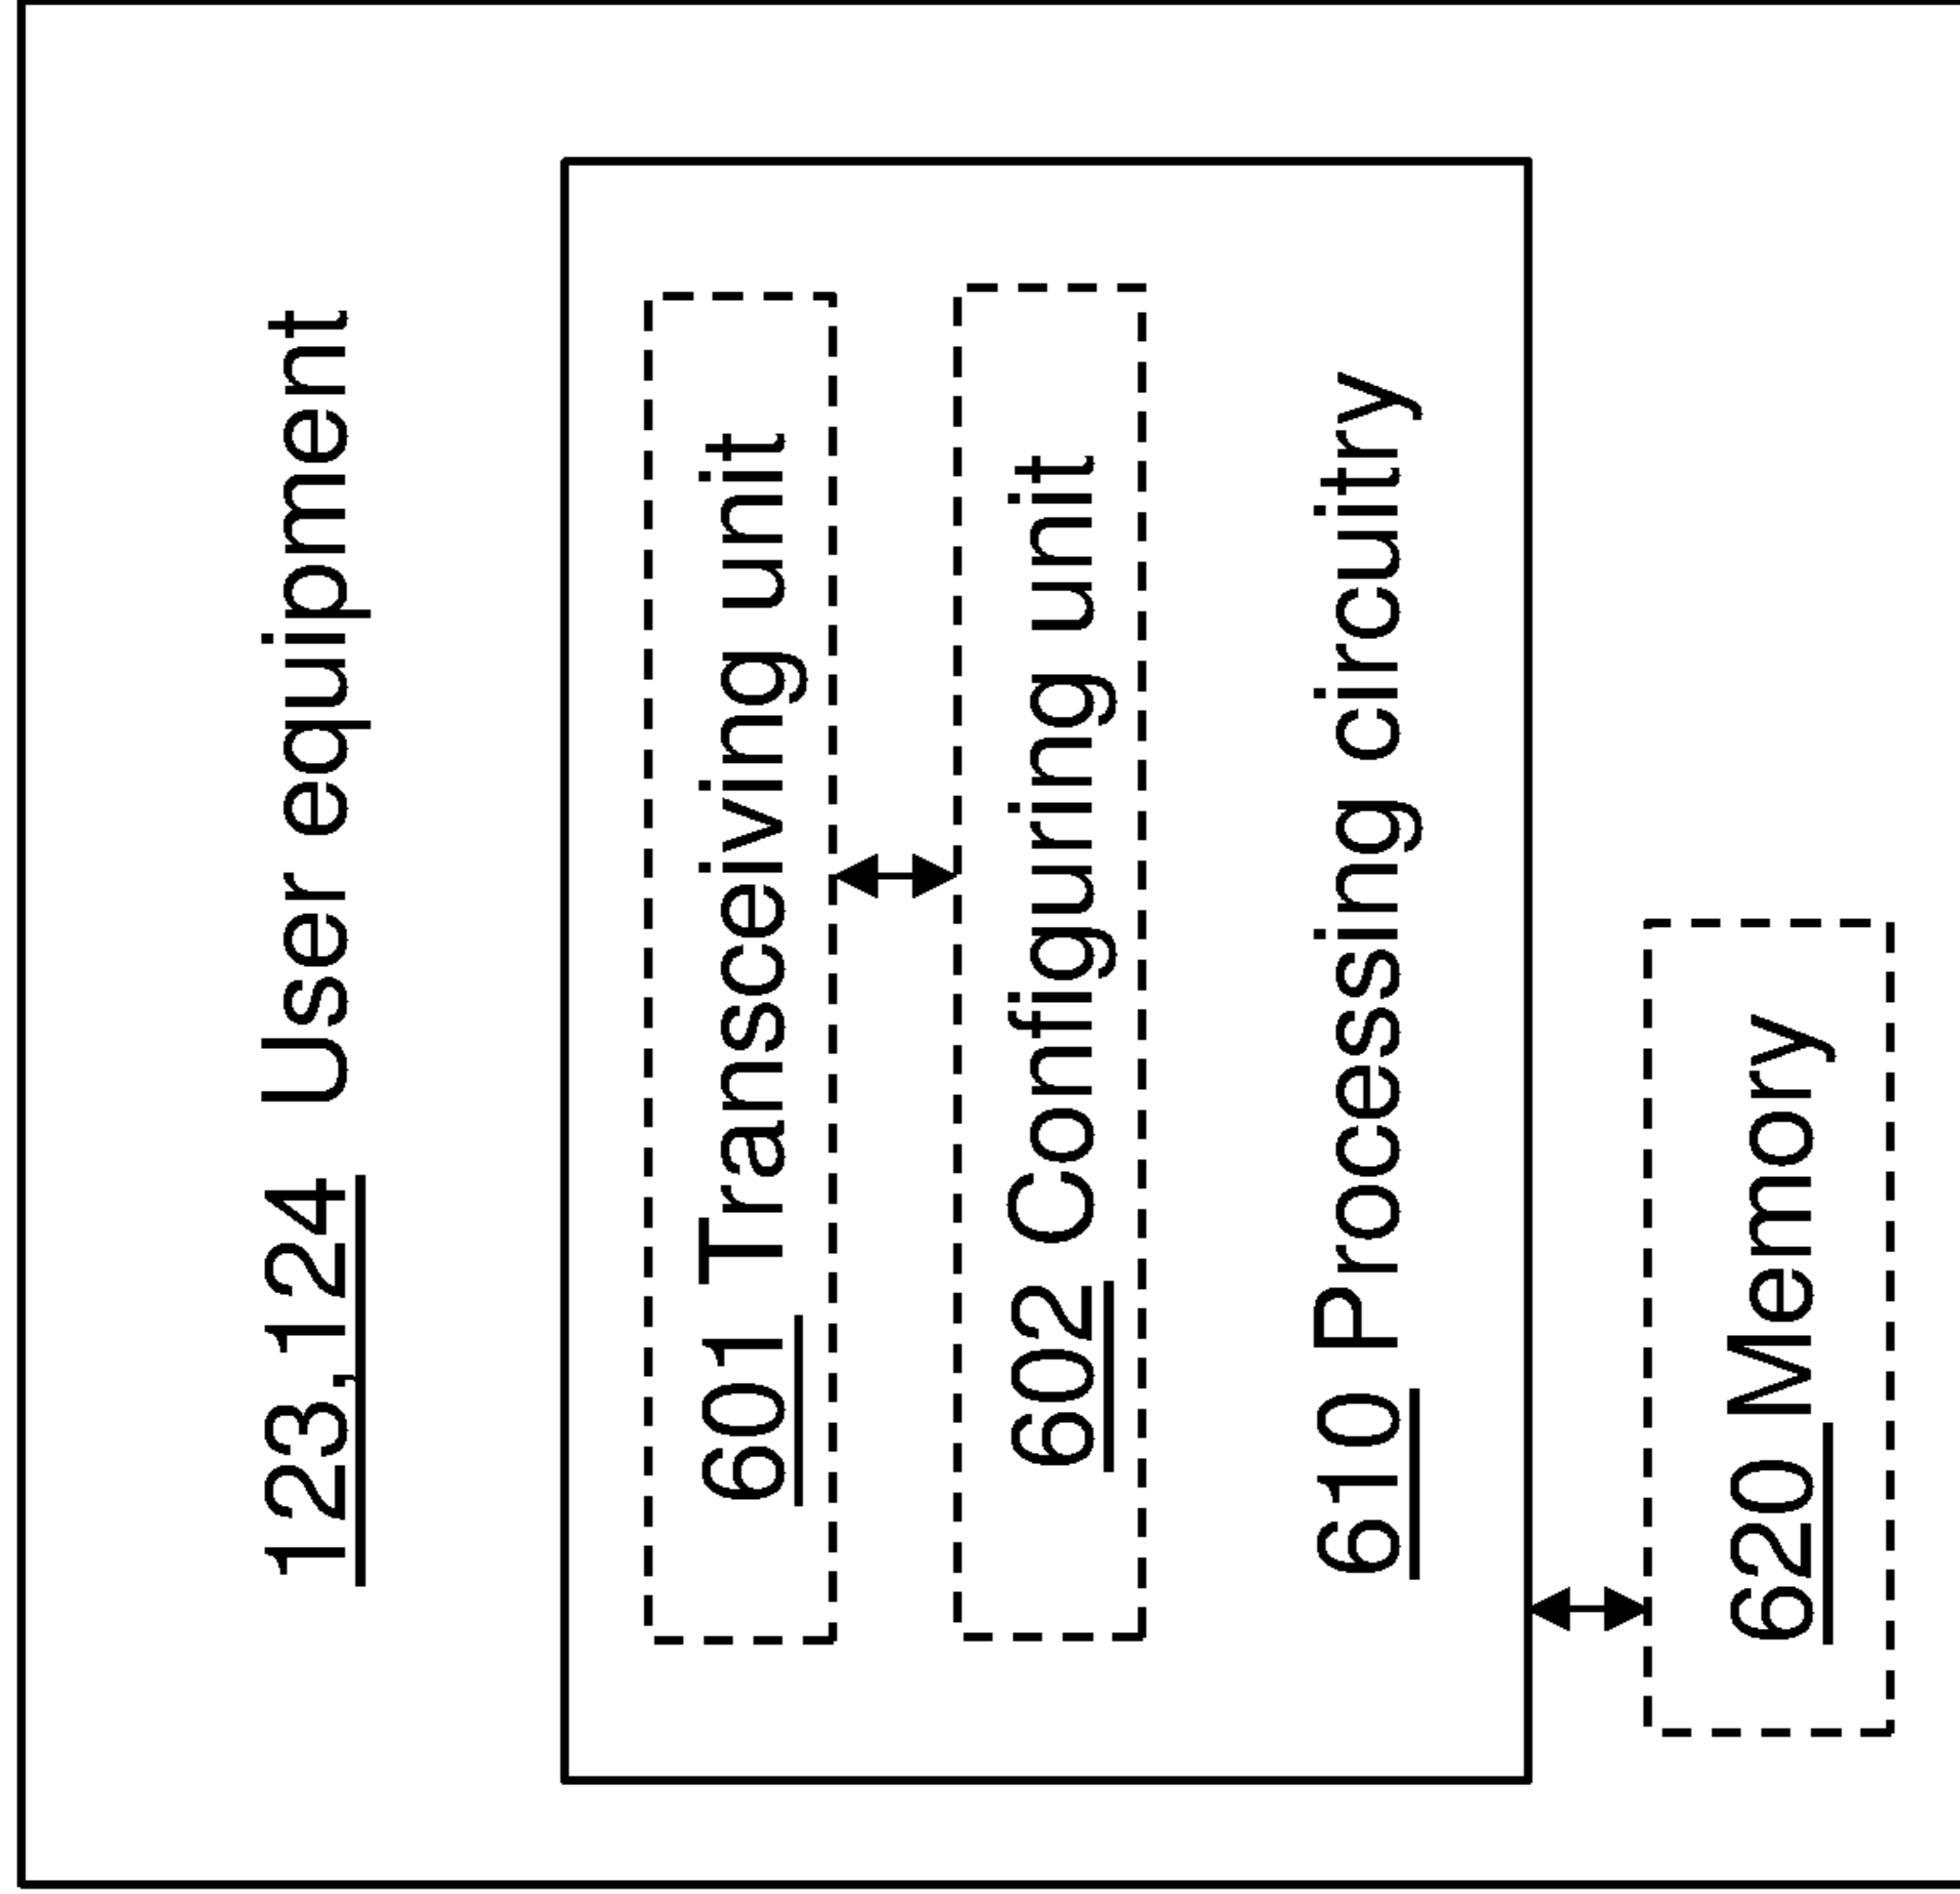 123,124 User equipment
601 Transceiving unit
602 Configuring unit
610 Processing circuitry
620 Memory